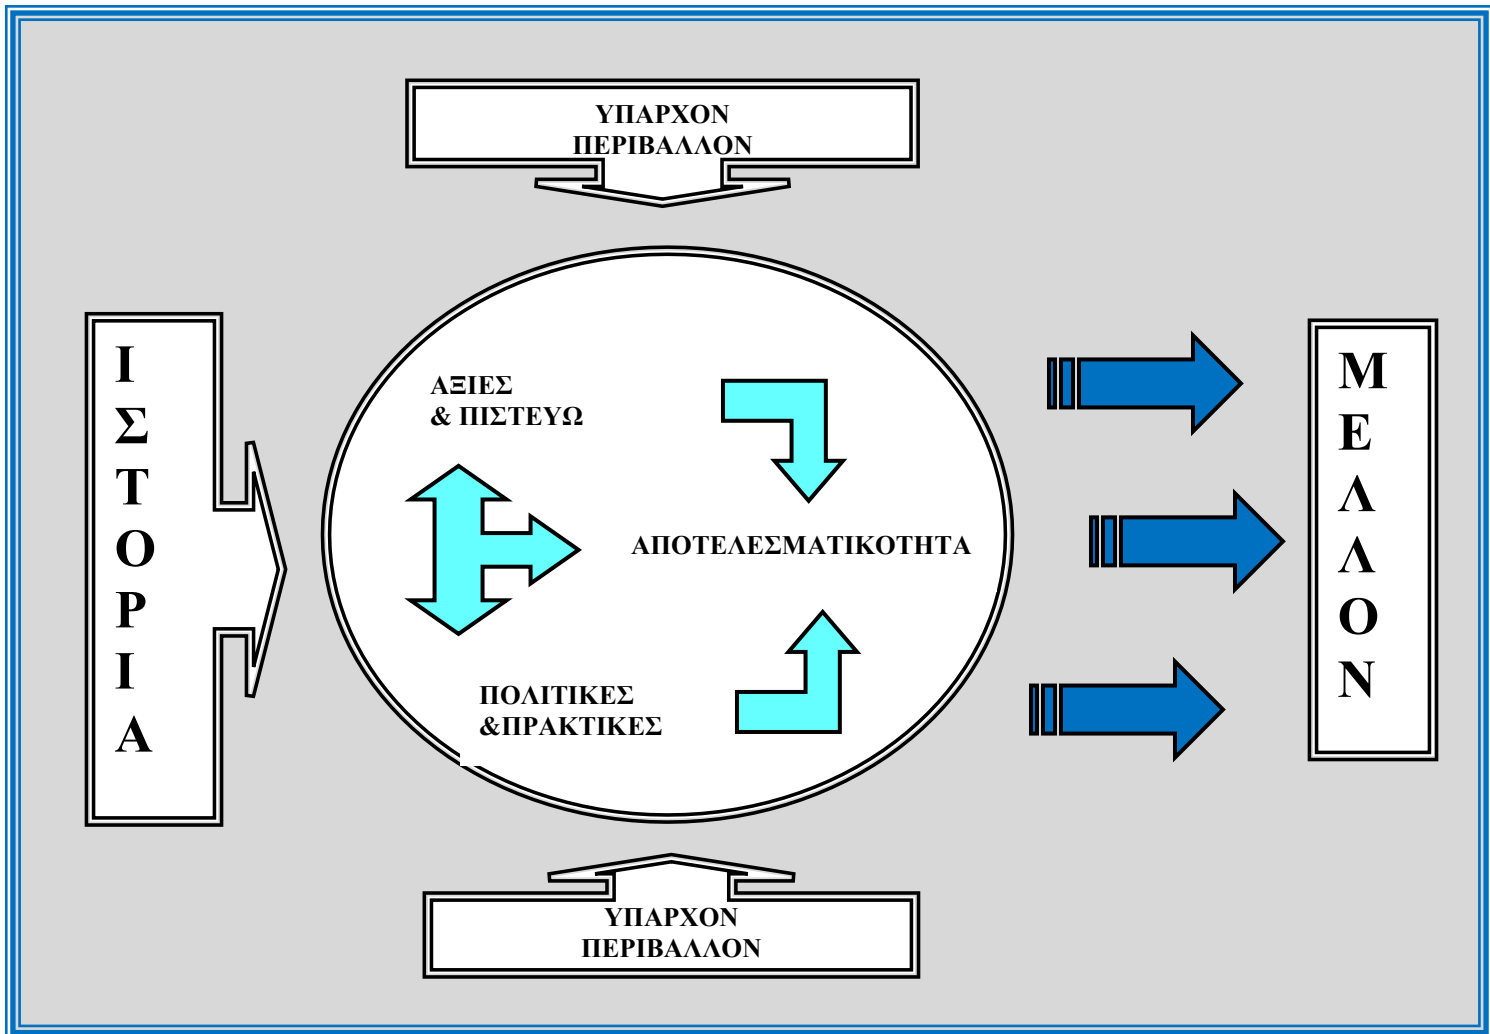 ΥΠΑΡΧΟΝ
ΠΕΡΙΒΑΛΛΟΝ
Ι
Σ
Τ
Ο
Ρ
Ι
Α
ΑΞΙΕΣ
& ΠΙΣΤΕΥΩ
ΑΠΟΤΕΛΕΣΜΑΤΙΚΟΤΗΤΑ
ΠΟΛΙΤΙΚΕΣ
&ΠΡΑΚΤΙΚΕΣ
Μ
Ε
Λ
Λ
Ο
Ν
ΥΠΑΡΧΟΝ
ΠΕΡΙΒΑΛΛΟΝ